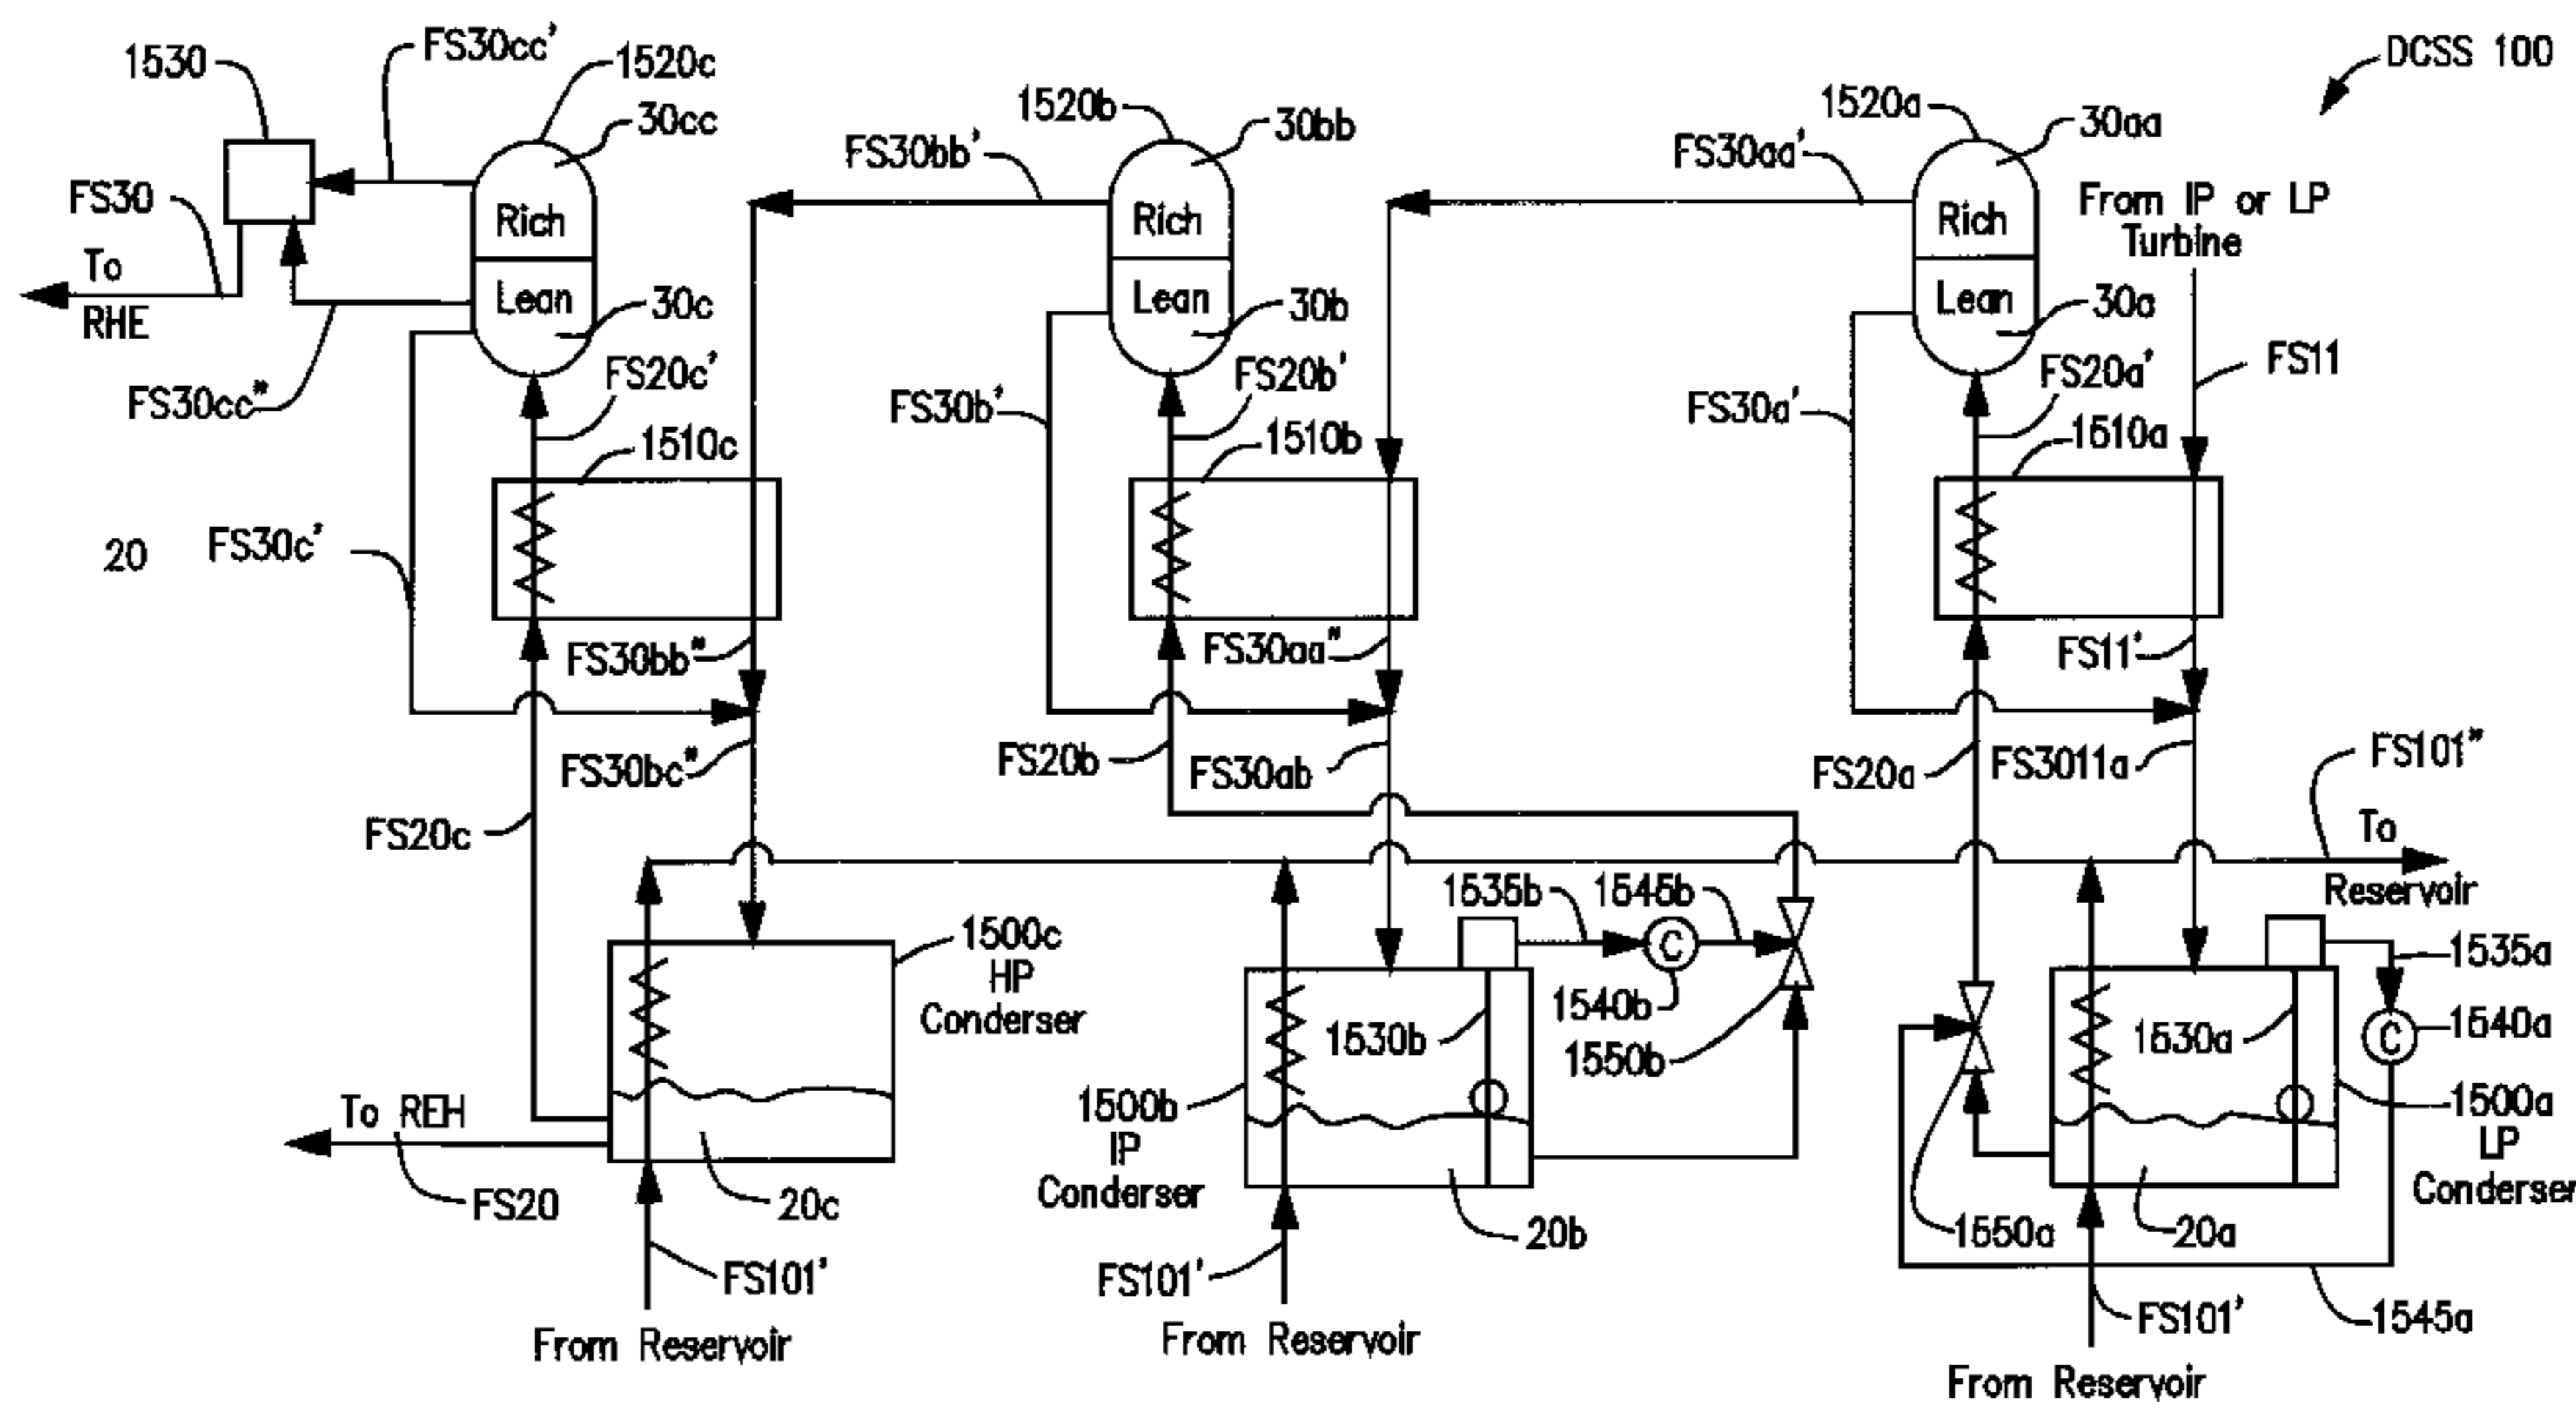 DCSS 100
1530
FS30cc'
1520c
30cc
FS30
To
RHE
Rich
Lean
30c
FS30cc"
FS20c'
1510c
20
FS30c'
FS30bb"
FS30bc"
FS20c
1500c
HP
Conderser
To REH
FS20
20c
FS101'
From Reservoir
1520b
30bb
FS30bb'
Rich
Lean
30b
FS30b'
FS20b'
1510b
FS30aa"
FS20b
FS30ab
1535b
1545b
C
1540b
1550b
1530b
1500b
IP
Conderser
20b
FS101'
From Reservoir
1520a
30aa
FS30aa'
From IP or LP
Turbine
Rich
Lean
30a
FS11
FS30a'
FS20a'
1510a
FS11'
FS20a
FS3011a
FS101"
To
Reservoir
1535a
1540a
C
1530a
1500a
LP
Conderser
1550a
20a
FS101'
1545a
From Reservoir